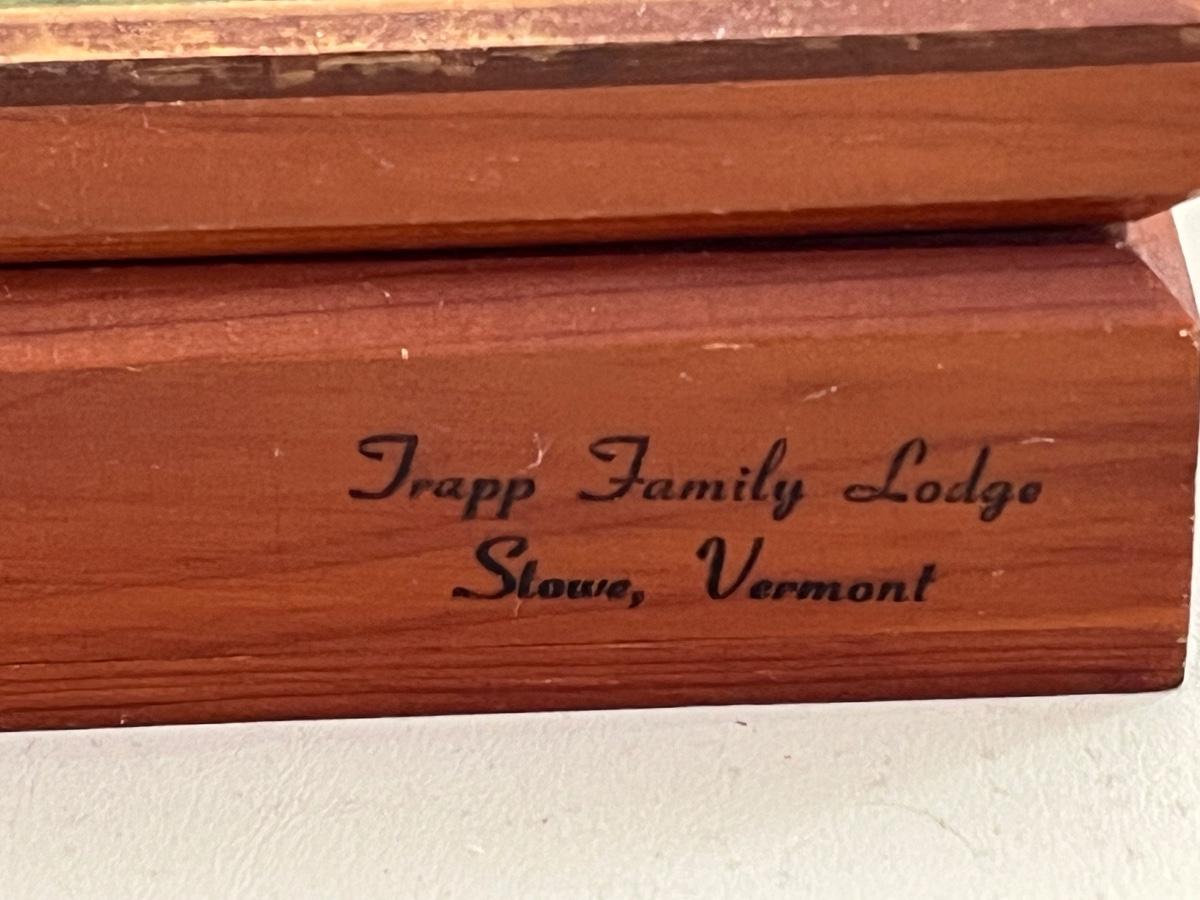 Trapp Family Lodge
Stowe, Vermont